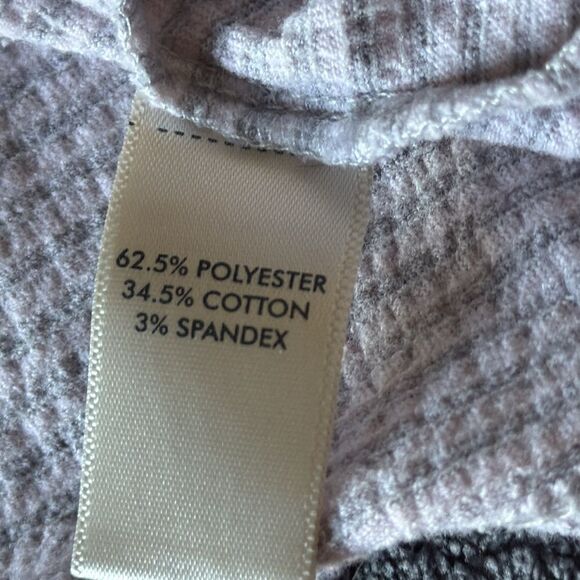 62.5% POLYESTER
34.5% COTTON
3% SPANDEX